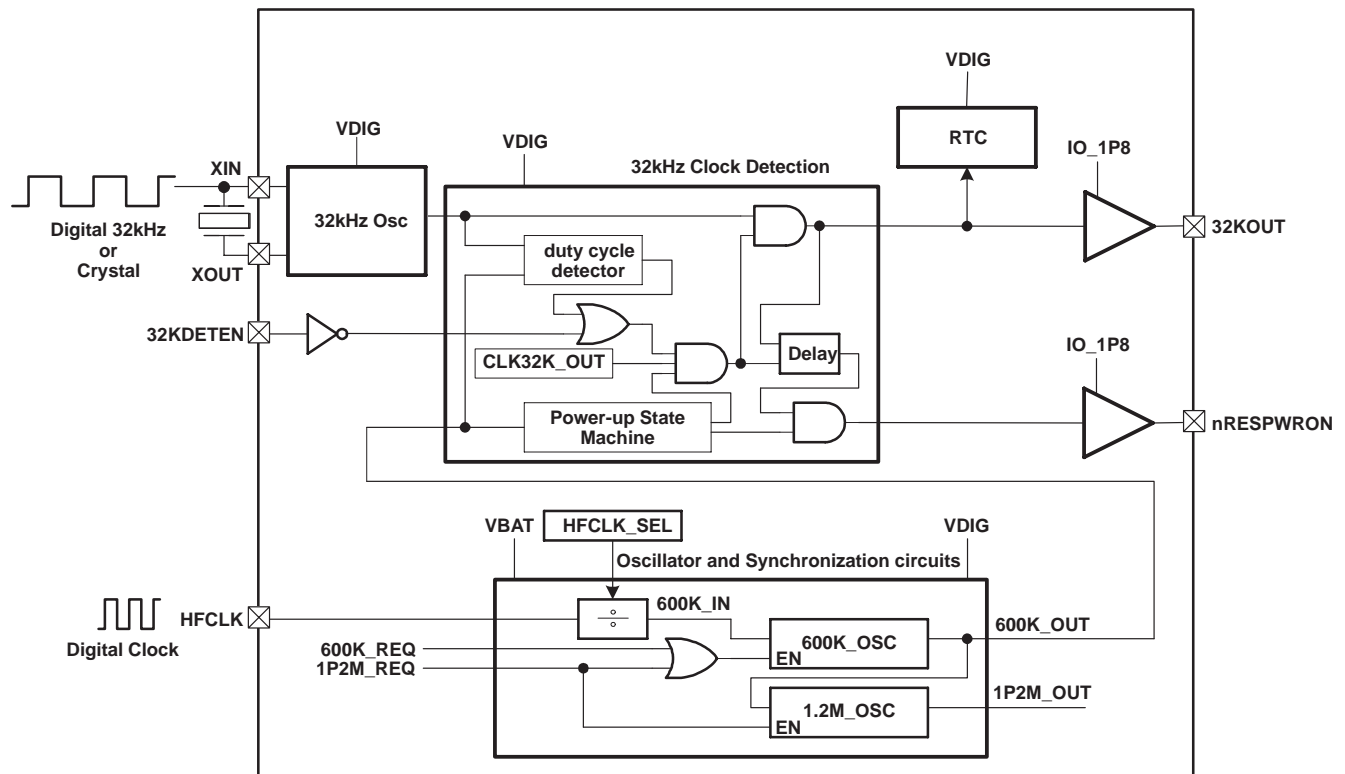 VDIG
RTC
VDIG
VDIG
IO_1P8
XIN
32kHz Clock Detection
32kHz Osc
Digital 32kHz
or
Crystal
XOUT
32KOUT
duty cycle
detector
32KDETEN
CLK32K_OUT
Delay
IO_1P8
Power-up State
Machine
nRESPWRON
VBAT
HFCLK_SEL
VDIG
Oscillator and Synchronization circuits
HFCLK
Digital Clock
÷
600K_IN
600K_REQ
1P2M_REQ
600K_OSC
EN
600K_OUT
1.2M_OSC
EN
1P2M_OUT